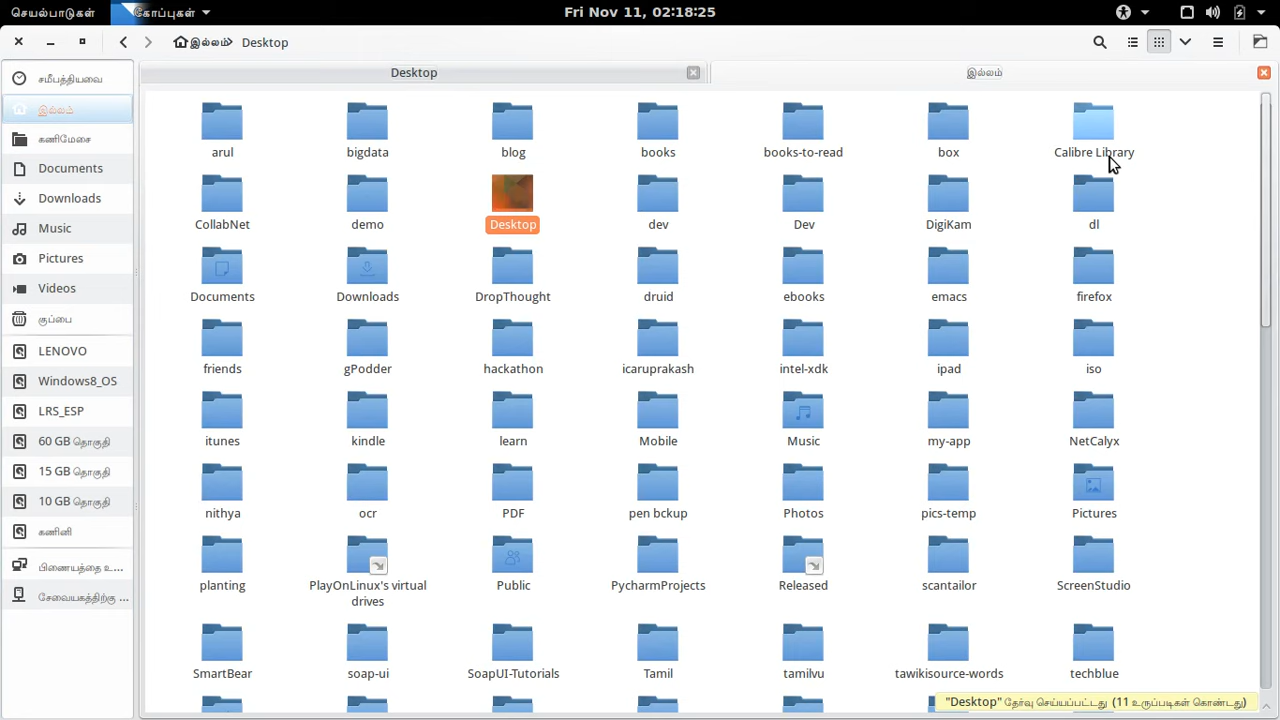 செயல்பாடுகள்
கோப்புகள்
Fri Nov 11, 02:18:25
இல்லம்
Desktop
Desktop
இல்லம்
சமீபத்தியவை
இல்லம்
கணிமேசை
Documents
Downloads
Music
Pictures
Videos
குப்பை
LENOVO
Windows8_OS
LRS_ESP
60 GB தொகுதி
15 GB தொகுதி
10 GB தொகுதி
கணினி
பிணையத்தை உ...
சேவையகத்திற்கு ...
arul
bigdata
blog
books
books-to-read
box
Calibre Library
CollabNet
demo
Desktop
dev
Dev
DigiKam
dl
Documents
Downloads
DropThought
druid
ebooks
emacs
firefox
friends
gPodder
hackathon
icaruprakash
intel-xdk
ipad
iso
itunes
kindle
learn
Mobile
Music
my-app
NetCalyx
nithya
ocr
PDF
pen bckup
Photos
pics-temp
Pictures
planting
PlayOnLinux's virtual
drives
Public
PycharmProjects
Released
scantailor
ScreenStudio
SmartBear
soap-ui
SoapUI-Tutorials
Tamil
tamilvu
tawikisource-words
techblue
"Desktop" தேர்வு செய்யப்பட்டது (11 உருப்படிகள் கொண்டது)